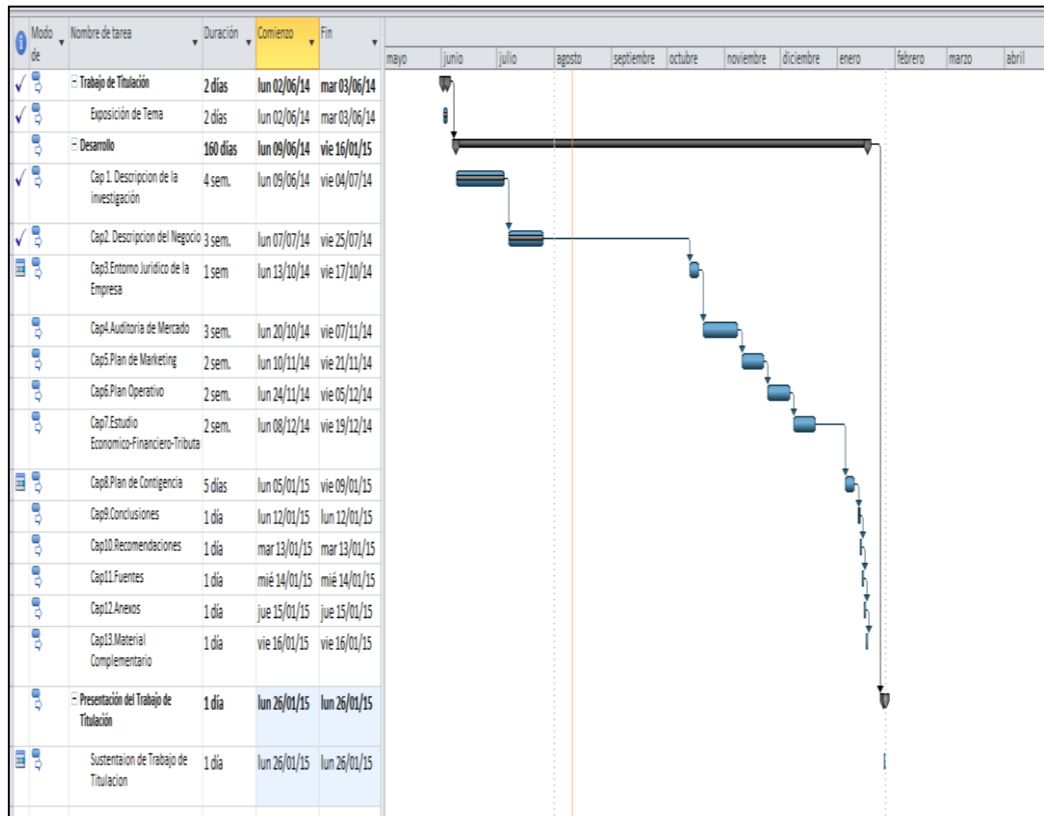 Modo de Nombre de tarea Duración Comienzo Fin
mayo junio julio agosto septiembre octubre noviembre diciembre enero febrero marzo abril
Trabajo de Titulación 2 días lun 02/06/14 mar 03/06/14
Exposición de Tema 2 días lun 02/06/14 mar 03/06/14
Desarrollo 160 días lun 09/06/14 vie 16/01/15
Cap 1. Descripcion de la 4 sem. lun 09/06/14 vie 04/07/14
investigación
Cap2. Descripcion del Negocio 3 sem. lun 07/07/14 vie 25/07/14
Cap3.Entorno Juridico de la 1 sem lun 13/10/14 vie 17/10/14
Empresa
Cap4.Auditoria de Mercado 3 sem. lun 20/10/14 vie 07/11/14
Cap5.Plan de Marketing 2 sem. lun 10/11/14 vie 21/11/14
Cap6.Plan Operativo 2 sem. lun 24/11/14 vie 05/12/14
Cap7.Estudio 2 sem. lun 08/12/14 vie 19/12/14
Economico-Financiero-Tributa
Cap8.Plan de Contigencia 5 días lun 05/01/15 vie 09/01/15
Cap9.Conclusiones 1 día lun 12/01/15 lun 12/01/15
Cap10.Recomendaciones 1 día mar 13/01/15 mar 13/01/15
Cap11.Fuentes 1 día mié 14/01/15 mié 14/01/15
Cap12.Anexos 1 día jue 15/01/15 jue 15/01/15
Cap13.Material 1 día vie 16/01/15 vie 16/01/15
Complementario
Presentación del Trabajo de 1 día lun 26/01/15 lun 26/01/15
Titulación
Sustentaion de Trabajo de 1 día lun 26/01/15 lun 26/01/15
Titulacion